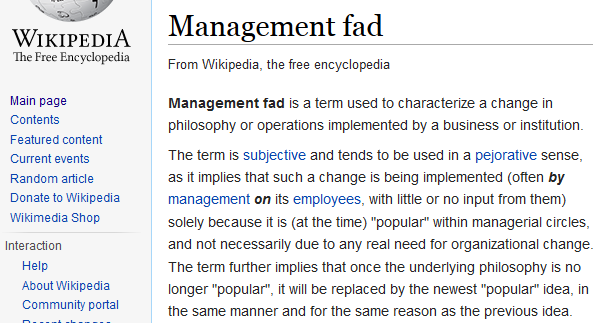 WIKIPEDIA
The Free Encyclopedia
Main page
Contents
Featured content
Current events
Random article
Donate to Wikipedia
Wikimedia Shop
Interaction
Help
About Wikipedia
Community portal
Recent changes
Management fad
From Wikipedia, the free encyclopedia
Management fad is a term used to characterize a change in
philosophy or operations implemented by a business or institution.
The term is subjective and tends to be used in a pejorative sense,
as it implies that such a change is being implemented (often by
management on its employees, with little or no input from them)
solely because it is (at the time) "popular" within managerial circles,
and not necessarily due to any real need for organizational change.
The term further implies that once the underlying philosophy is no
longer "popular", it will be replaced by the newest "popular" idea, in
the same manner and for the same reason as the previous idea.